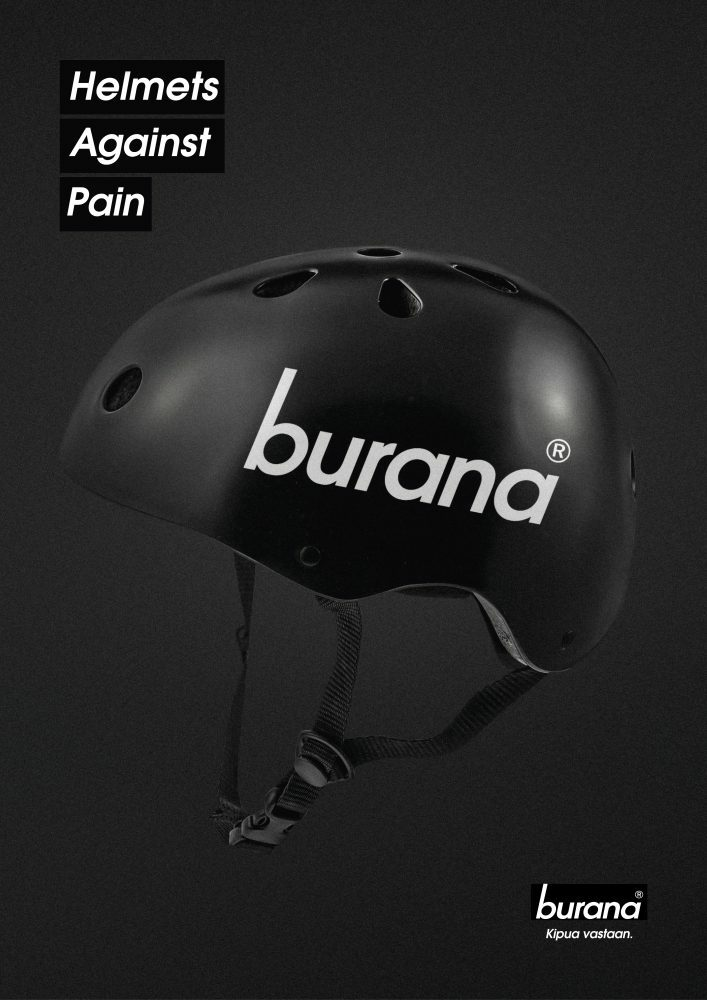 Helmets
Against
Pain
burana®
burana®
Kipua vastaan.